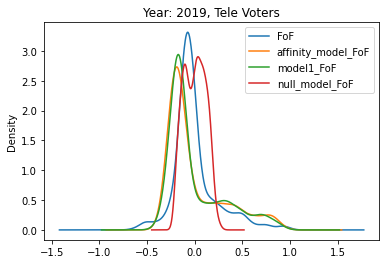 Year: 2019, Tele Voters
FoF
affinity_model_FoF
model1_FoF
null_model_FoF
Density
3.0
2.5
2.0
1.5
1.0
0.5
0.0
−1.5
−1.0
−0.5
0.0
0.5
1.0
1.5